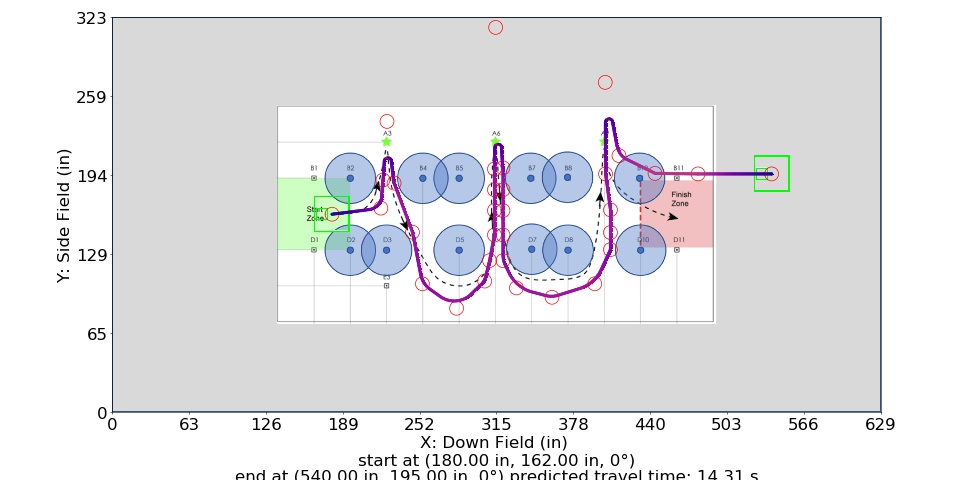 323
259
194
129
65
0
Y: Side Field (in)
A3
A6
B1
B2
B4
B5
B7
B8
B11
Start
Zone
Finish
Zone
D1
D2
D3
D5
D7
D8
D10
D11
E3
0
63
126
189
252
315
378
440
503
566
629
X: Down Field (in)
start at (180.00 in, 162.00 in, 0°)
end at (540.00 in, 195.00 in, 0°) predicted travel time: 14.31 s